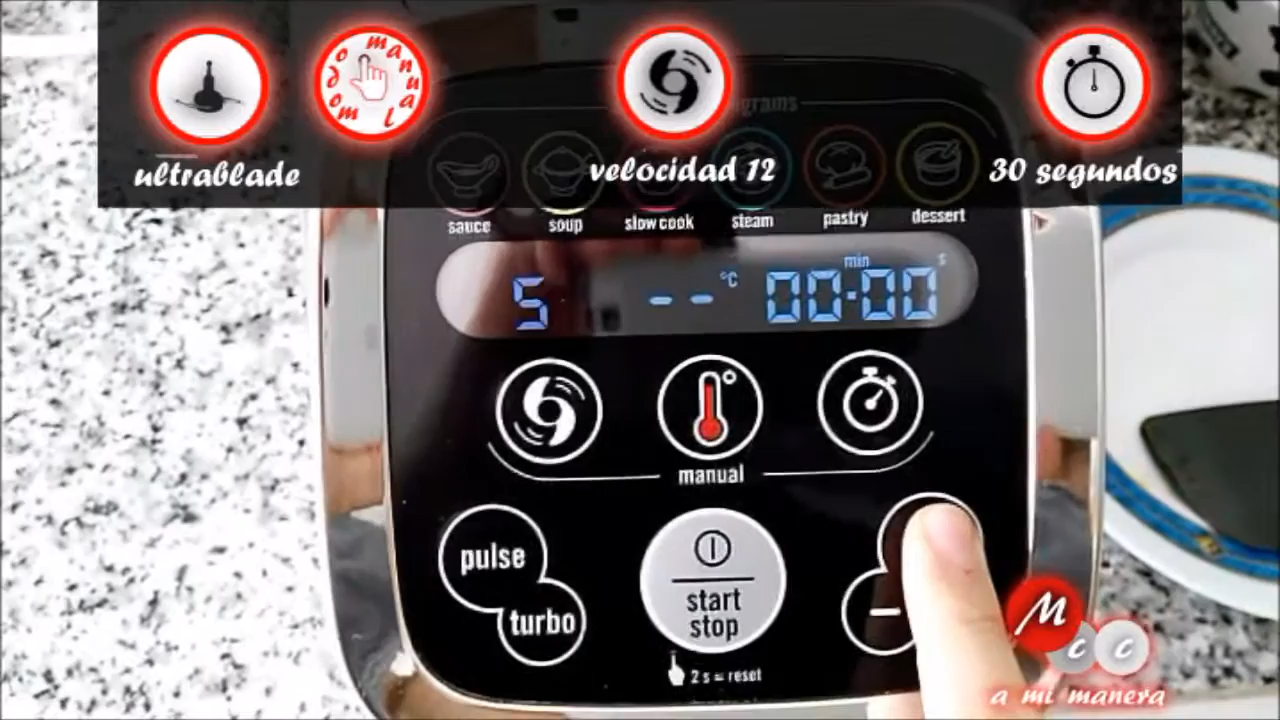 modo manual
ultrablade
velocidad 12
30 segundos
sauce
soup
slow cook
steam
pastry
dessert
5
-- °C
min
s
00:00
manual
pulse
turbo
start
stop
2 s = reset
−
M c c
a mi manera